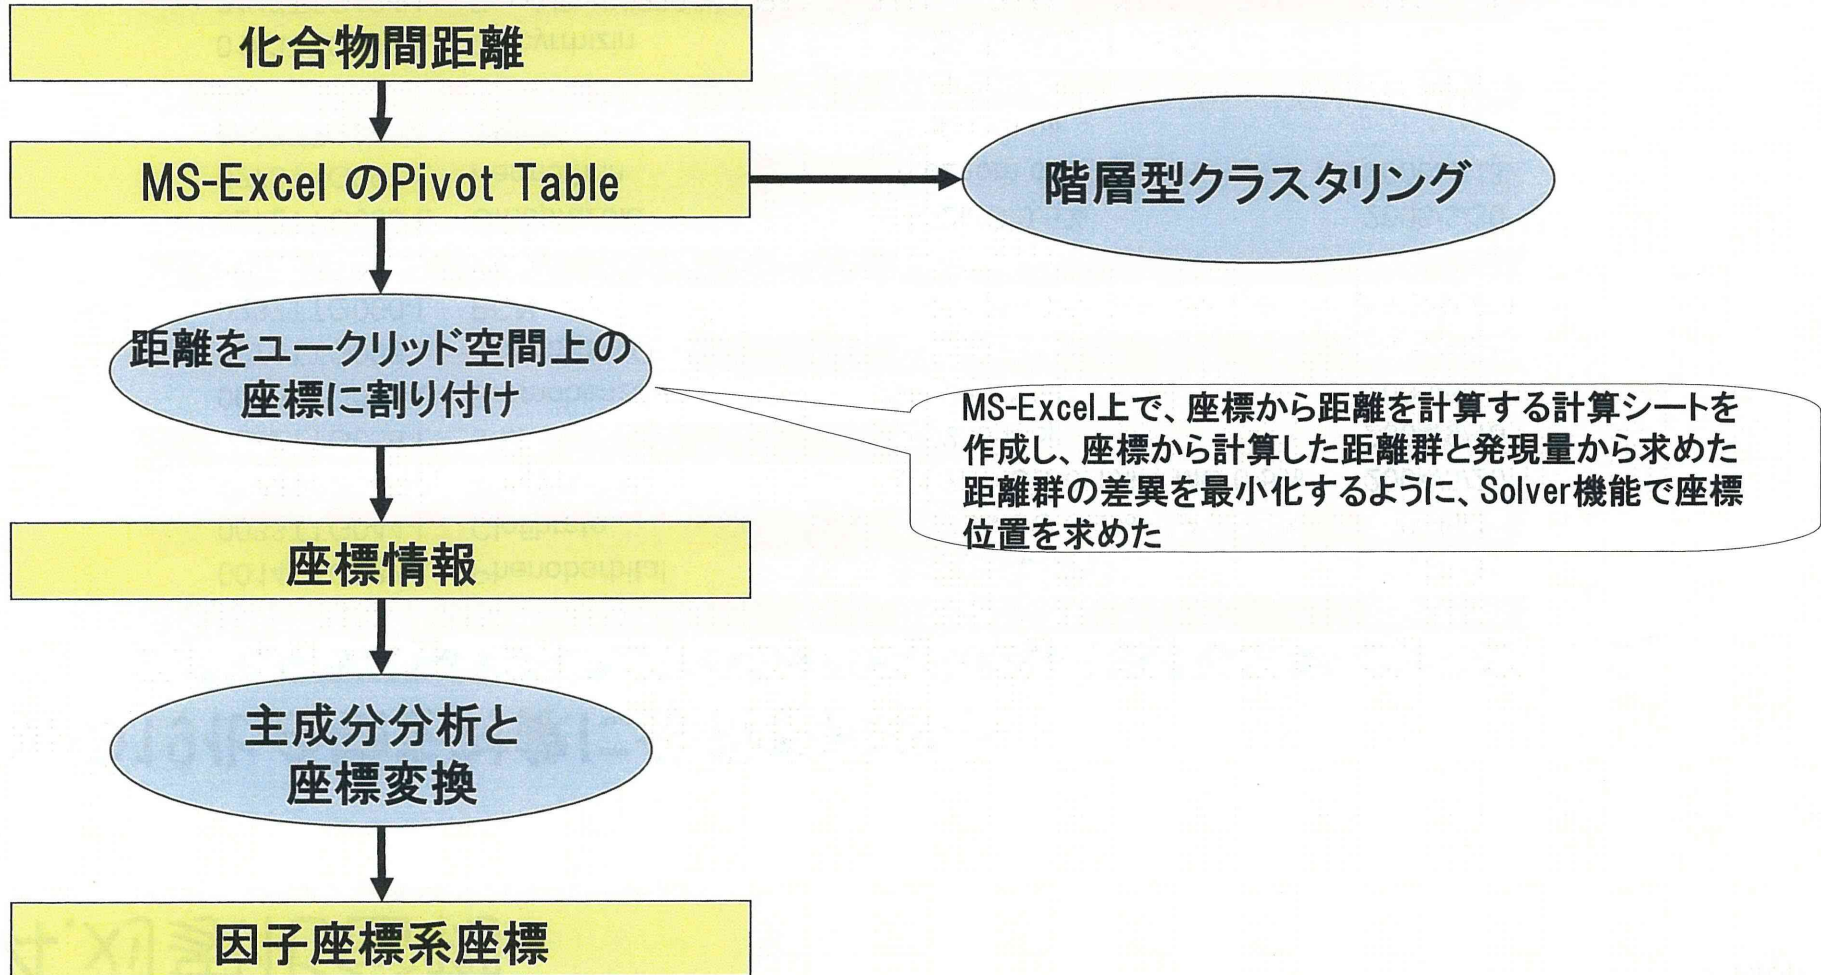 化合物間距離
MS-Excel のPivot Table
階層型クラスタリング
距離をユークリッド空間上の
座標に割り付け
MS-Excel上で、座標から距離を計算する計算シートを
作成し、座標から計算した距離群と発現量から求めた
距離群の差異を最小化するように、Solver機能で座標
位置を求めた
座標情報
主成分分析と
座標変換
因子座標系座標